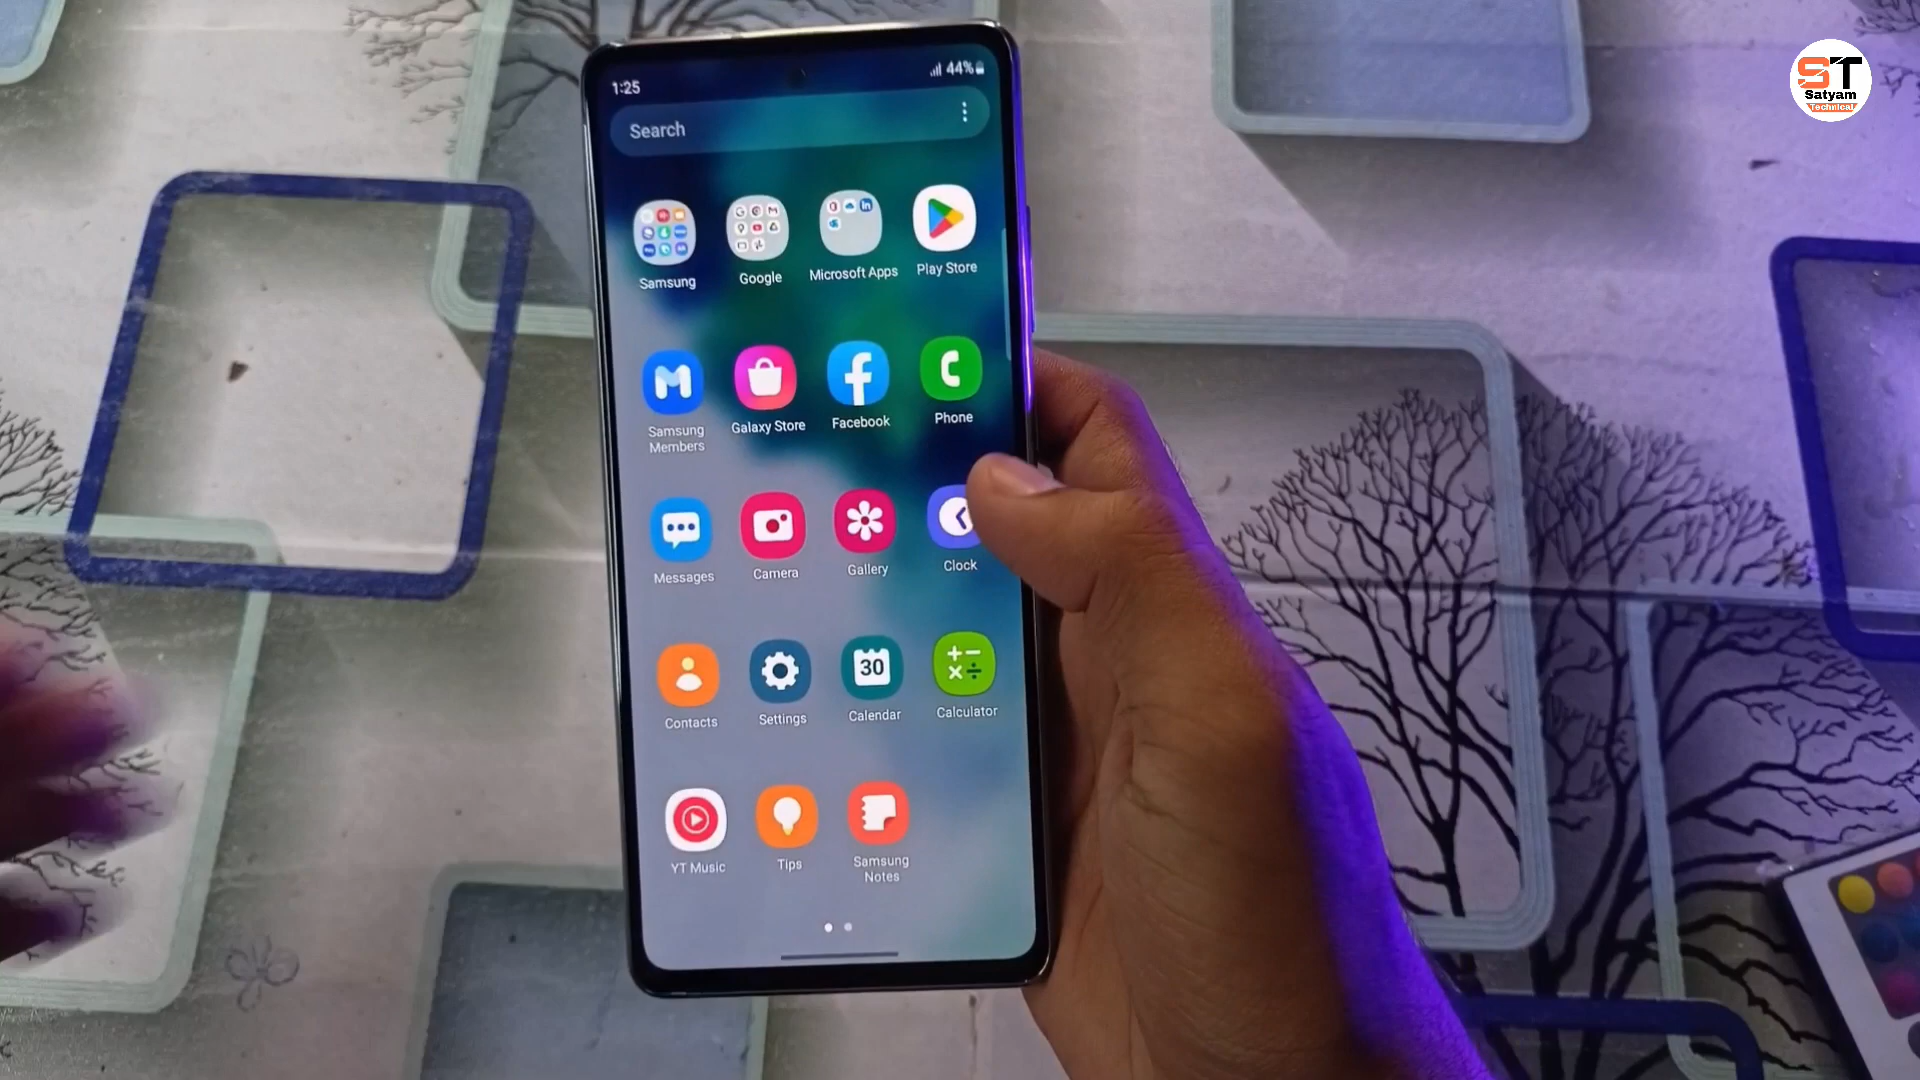 1:25
44%
Search
Samsung
Google
Microsoft Apps
Play Store
Samsung
Members
Galaxy Store
Facebook
Phone
Messages
Camera
Gallery
Clock
Contacts
Settings
30
Calendar
Calculator
YT Music
Tips
Samsung
Notes
ST
Satyam
Technical